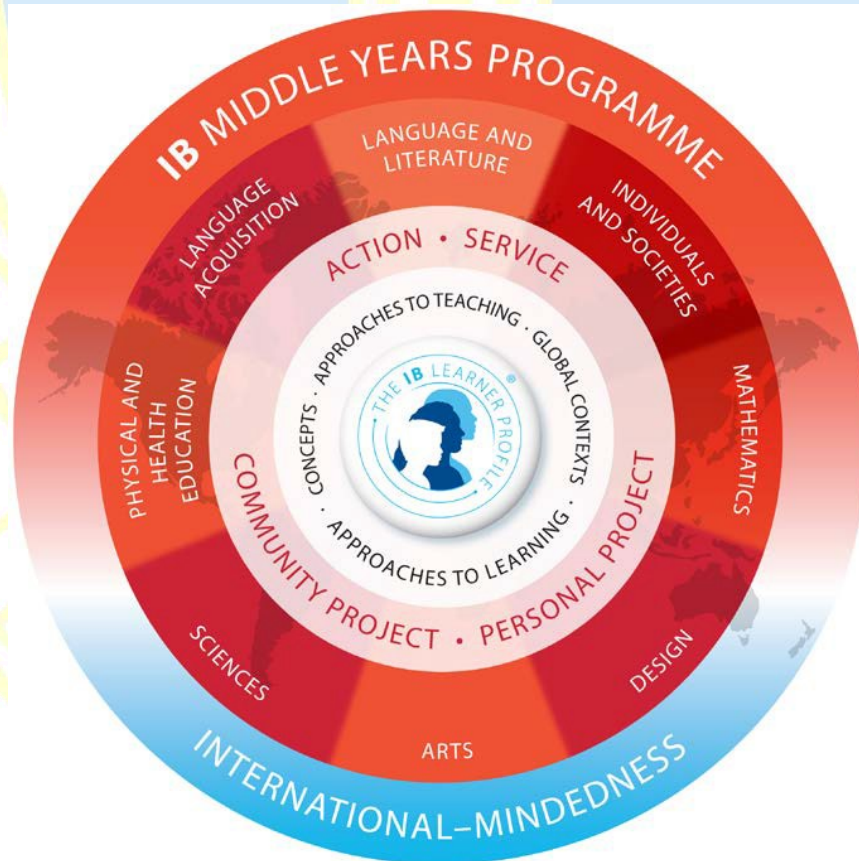 IB MIDDLE YEARS PROGRAMME
LANGUAGE AND
LITERATURE
INDIVIDUALS
AND SOCIETIES
MATHEMATICS
DESIGN
ARTS
SCIENCES
PHYSICAL AND
HEALTH
EDUCATION
LANGUAGE
ACQUISITION
ACTION • SERVICE
PERSONAL PROJECT
•
COMMUNITY PROJECT
APPROACHES TO TEACHING ·
GLOBAL CONTEXTS ·
APPROACHES TO LEARNING ·
CONCEPTS ·
THE IB LEARNER PROFILE ®
INTERNATIONAL–MINDEDNESS